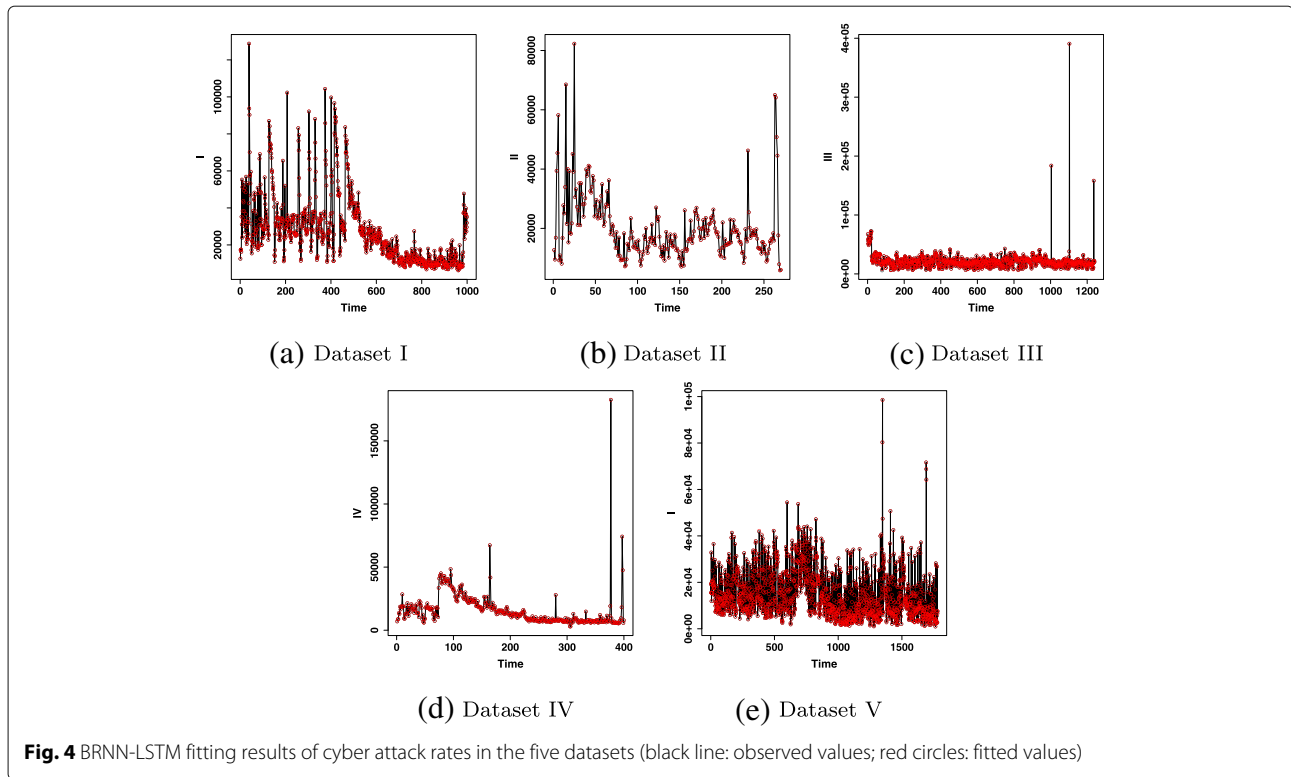 I
20000
60000
100000
0
200
400
600
800
1000
Time
(a) Dataset I
II
20000
40000
60000
80000
0
50
100
150
200
250
Time
(b) Dataset II
III
0e+00
1e+05
2e+05
3e+05
4e+05
0
200
400
600
800
1000
1200
Time
(c) Dataset III
IV
0
50000
100000
150000
0
100
200
300
400
Time
(d) Dataset IV
I
0e+00
2e+04
4e+04
6e+04
8e+04
1e+05
0
500
1000
1500
Time
(e) Dataset V
Fig. 4 BRNN-LSTM fitting results of cyber attack rates in the five datasets (black line: observed values; red circles: fitted values)